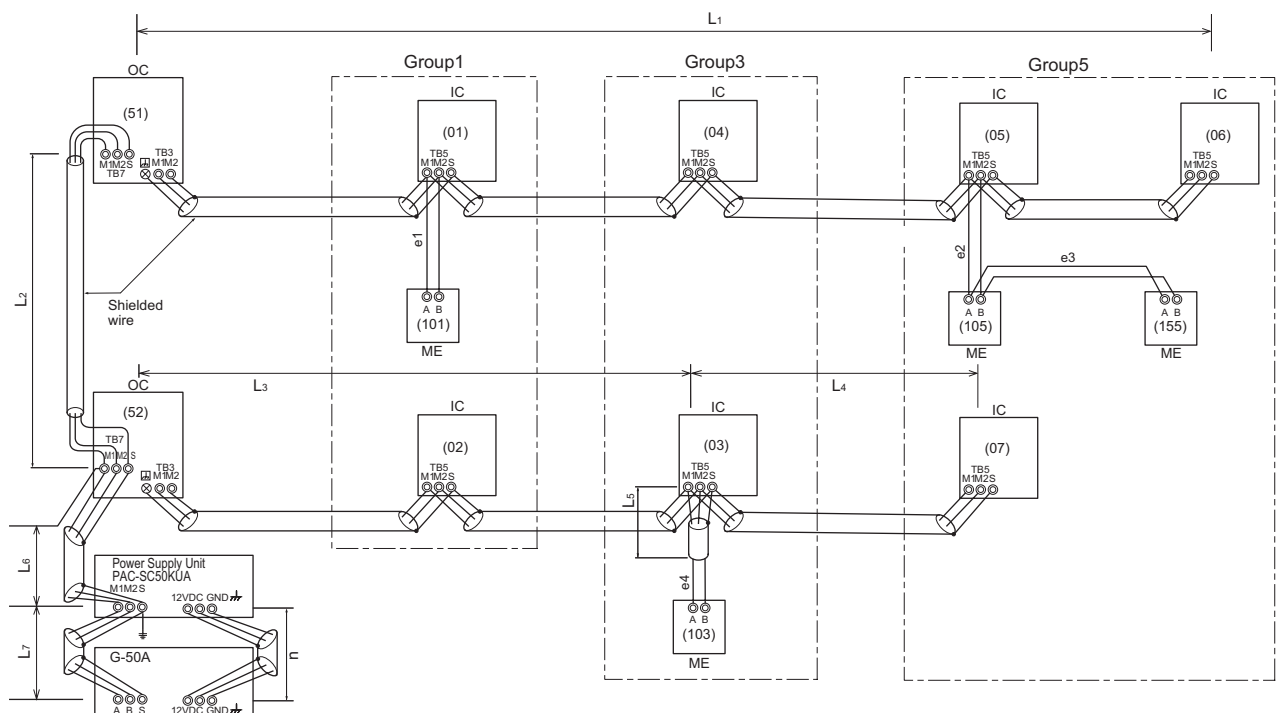 L1
Group1
Group3
Group5
OC
IC
IC
IC
IC
(51)
(01)
(04)
(05)
(06)
M1M2S
TB7
TB3
M1M2
TB5
M1M2S
TB5
M1M2S
TB5
M1M2S
TB5
M1M2S
L2
Shielded
wire
e1
e2
e3
A B
(101)
ME
A B
(105)
ME
A B
(155)
ME
L3
L4
OC
IC
IC
IC
(52)
(02)
(03)
(07)
TB7
M1M2 S
TB3
M1M2
TB5
M1M2S
TB5
M1M2S
TB5
M1M2S
L5
e4
A B
(103)
ME
L6
Power Supply Unit
PAC-SC50KUA
M1M2S
12VDC GND
L7
n
G-50A
A B S
12VDC GND